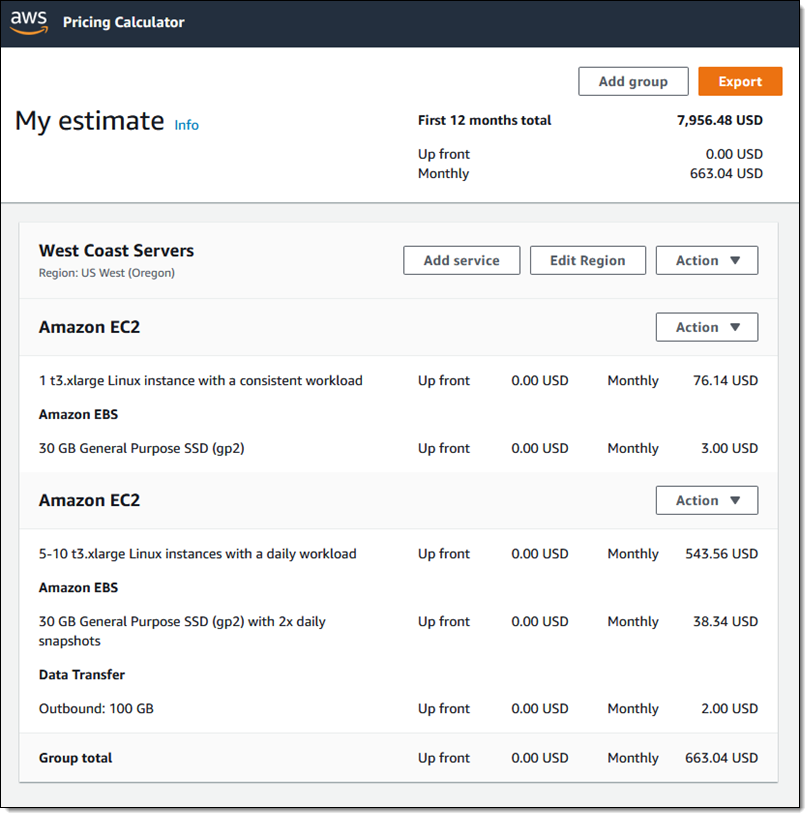 aws Pricing Calculator
Add group Export
My estimate Info
First 12 months total 7,956.48 USD
Up front 0.00 USD
Monthly 663.04 USD
West Coast Servers
Region: US West (Oregon)
Add service Edit Region Action
Amazon EC2 Action
1 t3.xlarge Linux instance with a consistent workload Up front 0.00 USD Monthly 76.14 USD
Amazon EBS
30 GB General Purpose SSD (gp2) Up front 0.00 USD Monthly 3.00 USD
Amazon EC2 Action
5-10 t3.xlarge Linux instances with a daily workload Up front 0.00 USD Monthly 543.56 USD
Amazon EBS
30 GB General Purpose SSD (gp2) with 2x daily Up front 0.00 USD Monthly 38.34 USD
snapshots
Data Transfer
Outbound: 100 GB Up front 0.00 USD Monthly 2.00 USD
Group total Up front 0.00 USD Monthly 663.04 USD